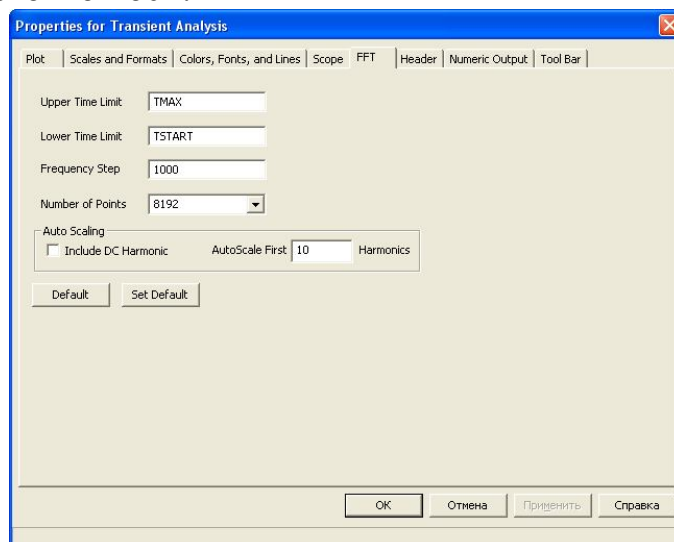 Properties for Transient Analysis
Plot Scales and Formats Colors, Fonts, and Lines Scope FFT Header Numeric Output Tool Bar
Upper Time Limit TMAX
Lower Time Limit TSTART
Frequency Step 1000
Number of Points 8192
Auto Scaling
Include DC Harmonic AutoScale First 10 Harmonics
Default Set Default
OK Отмена Применить Справка